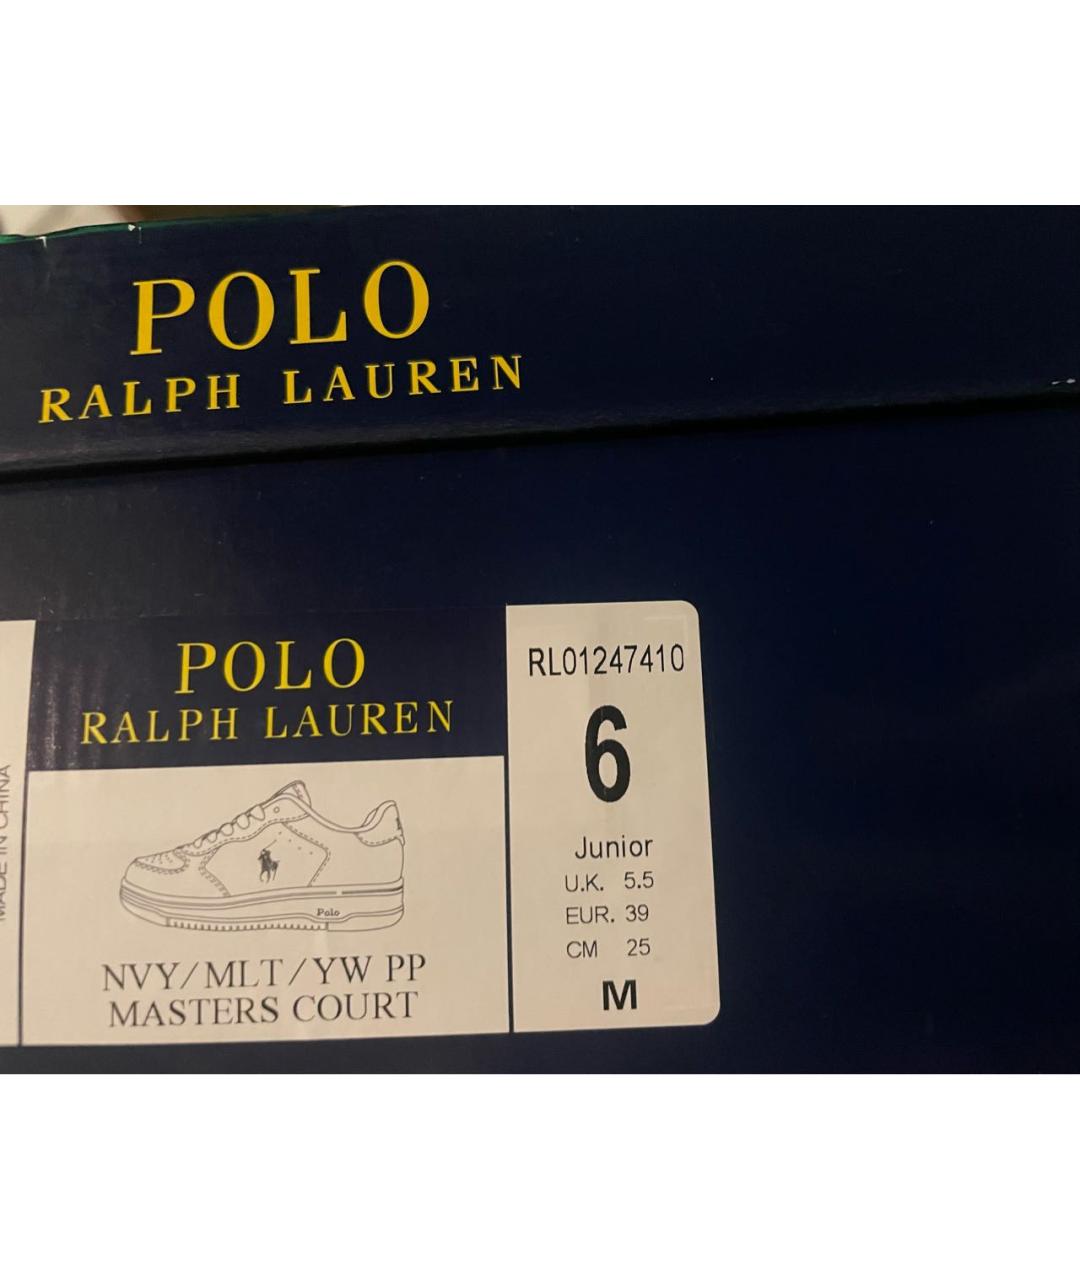 POLO
RALPH LAUREN
POLO
RALPH LAUREN
MADE IN CHINA
Polo
NVY/MLT/YW PP
MASTERS COURT
RL01247410
6
Junior
U.K. 5.5
EUR. 39
CM 25
M